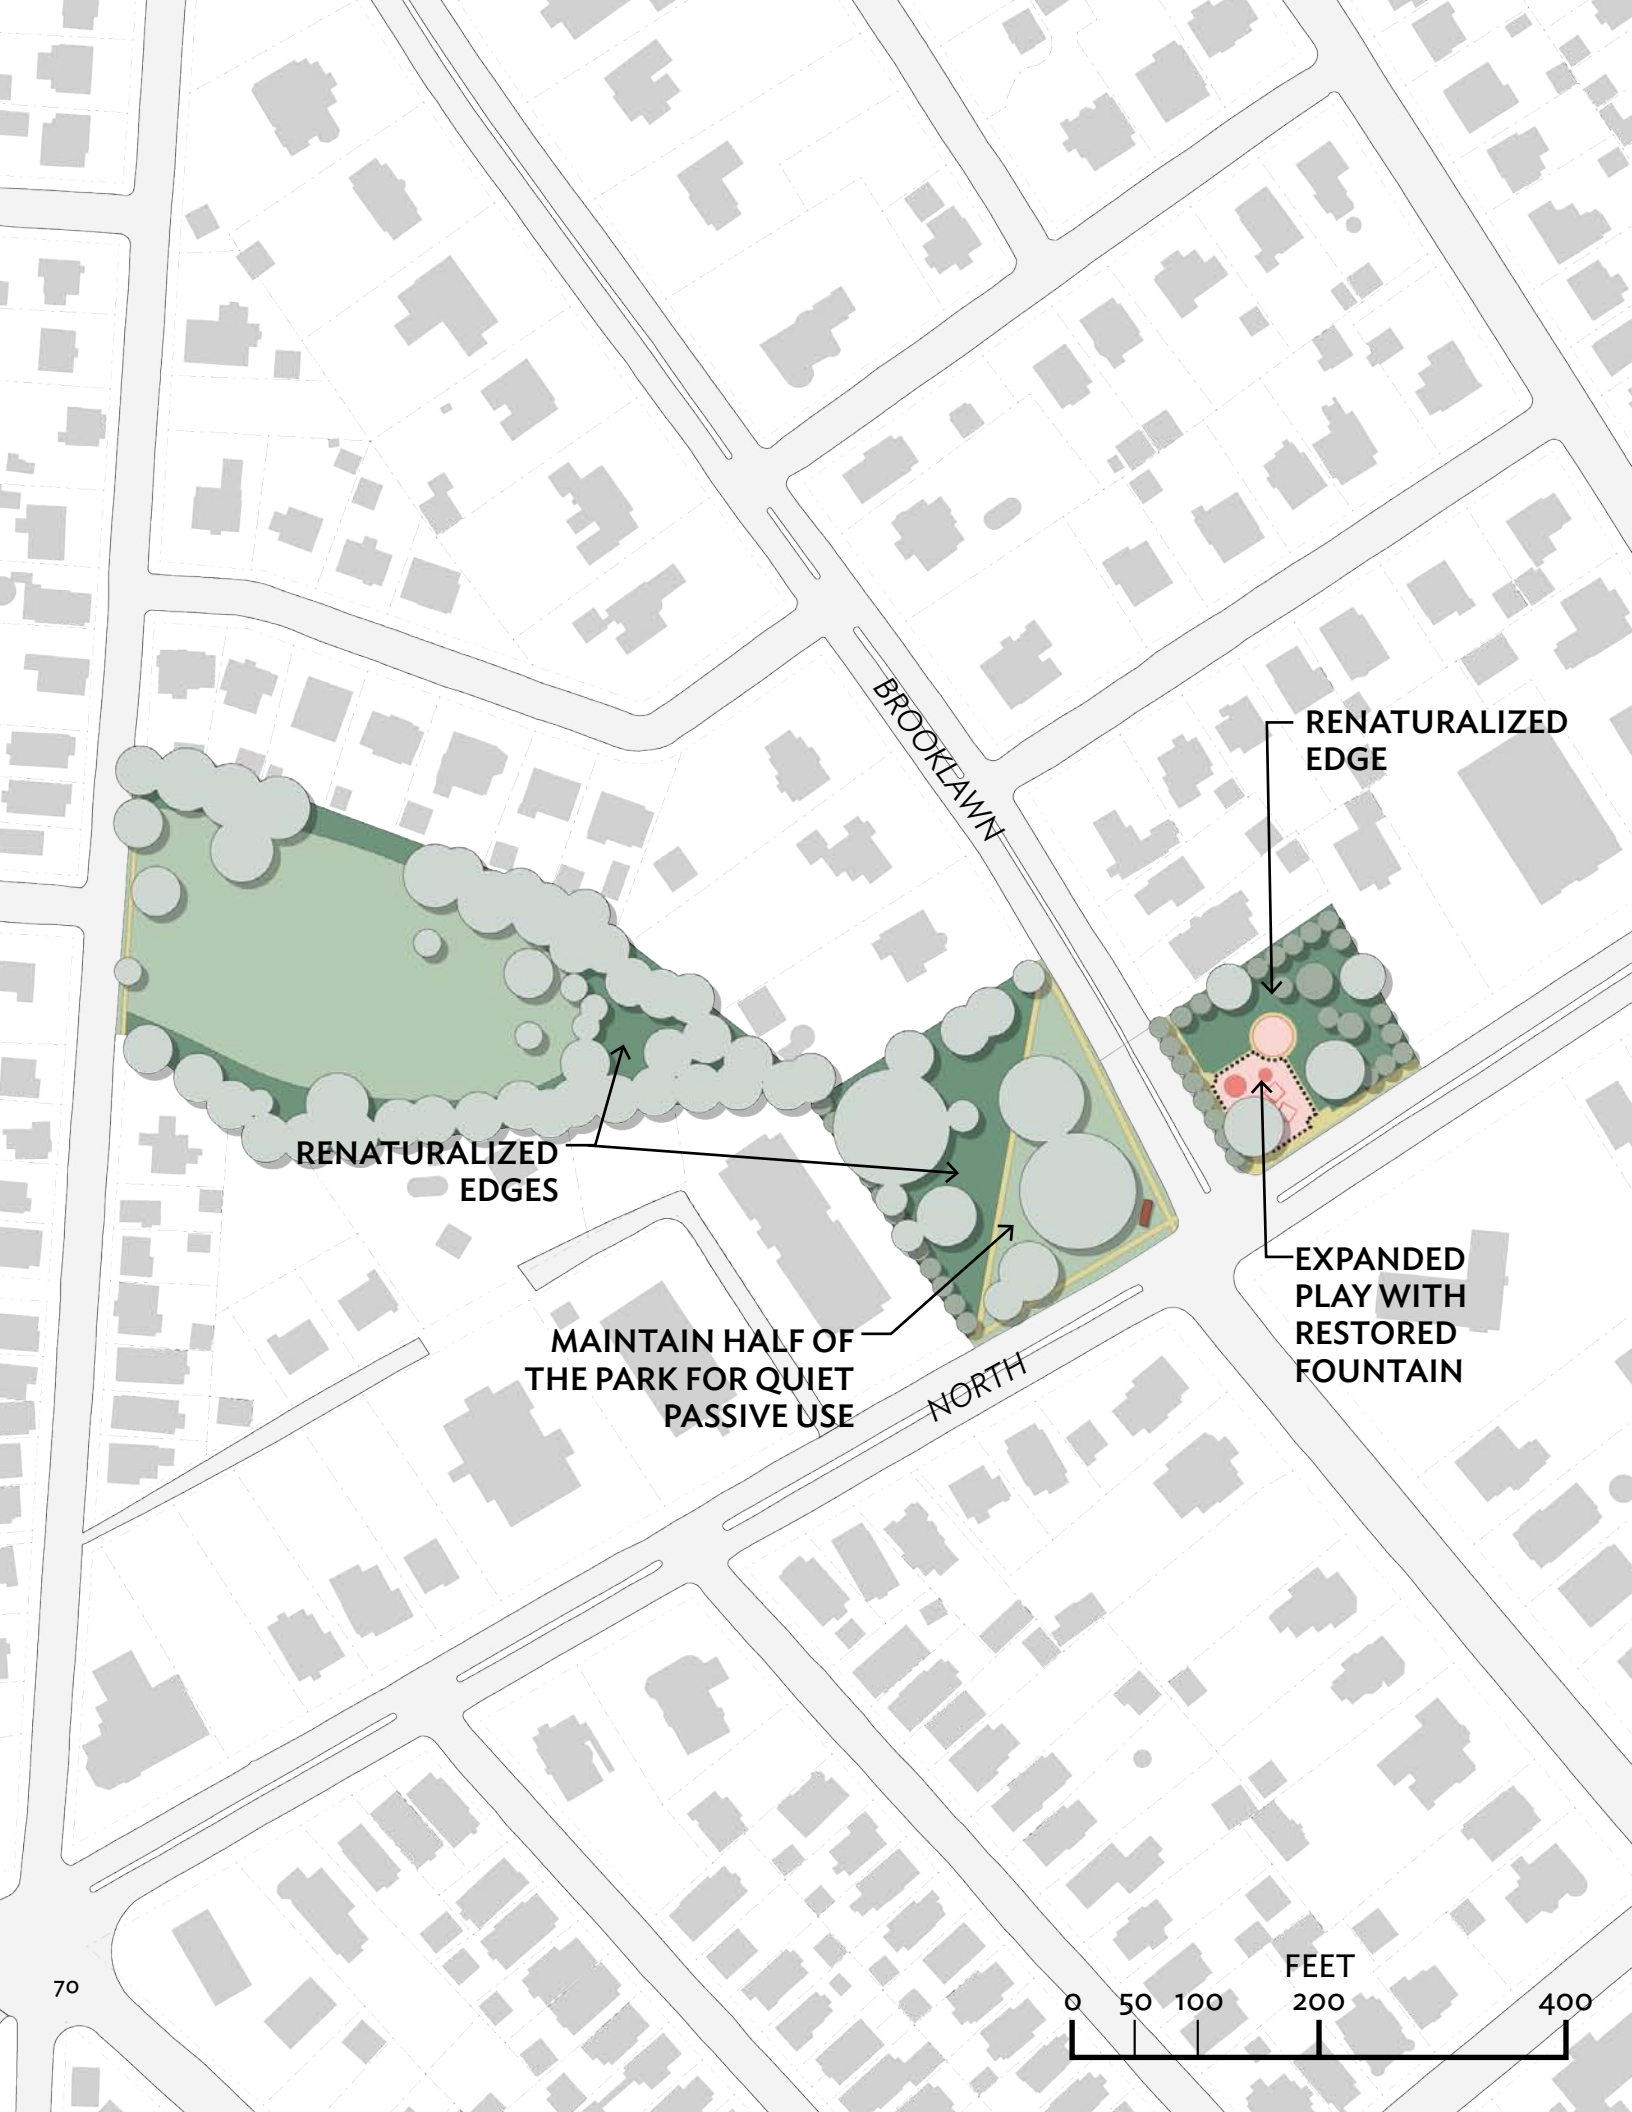 BROOKLAWN
RENATURALIZED
EDGE
RENATURALIZED
EDGES
EXPANDED
PLAY WITH
RESTORED
FOUNTAIN
MAINTAIN HALF OF
THE PARK FOR QUIET
PASSIVE USE
NORTH
FEET
0 50 100 200 400
70